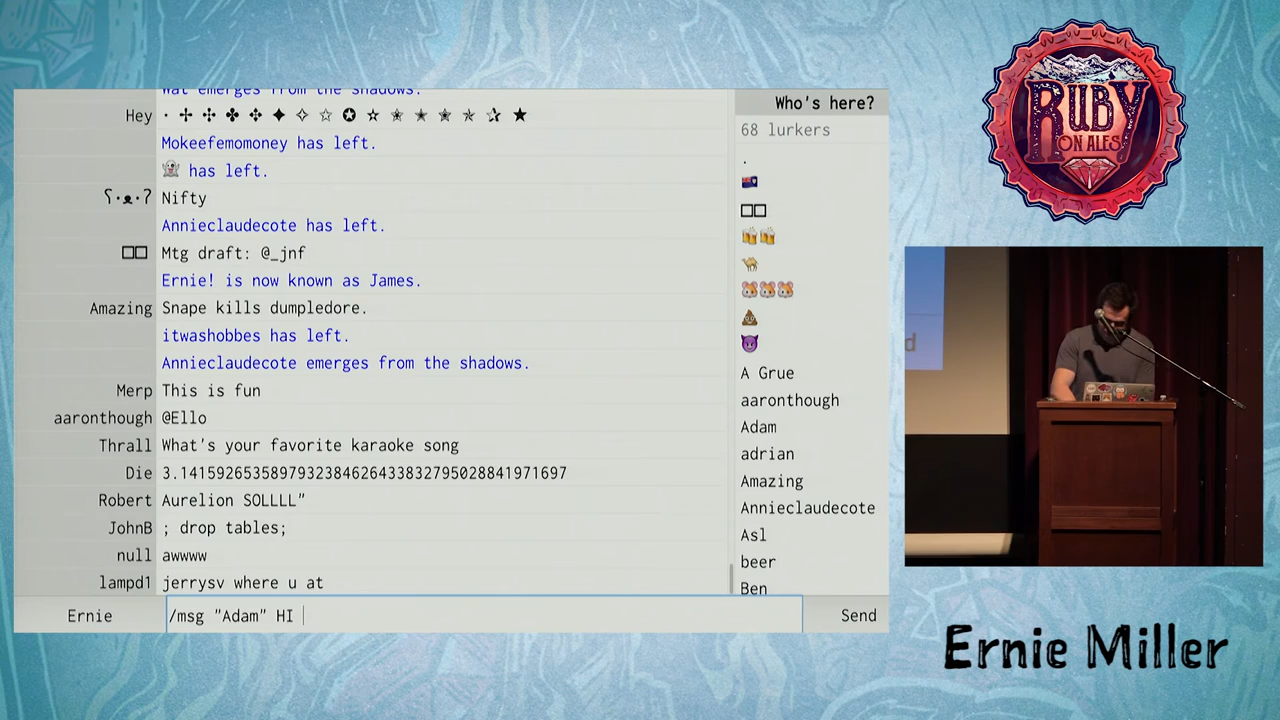 Wat emerges from the shadows.
Hey · ✢ ✣ ✤ ✥ ✦ ✧ ☆ ✪ ✫ ✬ ✭ ✮ ✯ ✰ ★
Mokeefemomoney has left.
👻 has left.
ʕ·ᴥ·ʔ Nifty
Annieclaudecote has left.
□□ Mtg draft: @_jnf
Ernie! is now known as James.
Amazing Snape kills dumpledore.
itwashobbes has left.
Annieclaudecote emerges from the shadows.
Merp This is fun
aaronthough @Ello
Thrall What's your favorite karaoke song
Die 3.1415926535897932384626433832795028841971697
Robert Aurelion SOLLLL"
JohnB ; drop tables;
null awwww
lampd1 jerrysv where u at
Ernie /msg "Adam" HI Send
Who's here?
68 lurkers
.
□□
A Grue
aaronthough
Adam
adrian
Amazing
Annieclaudecote
Asl
beer
Ben
RUBY
ON ALES
d
Ernie Miller